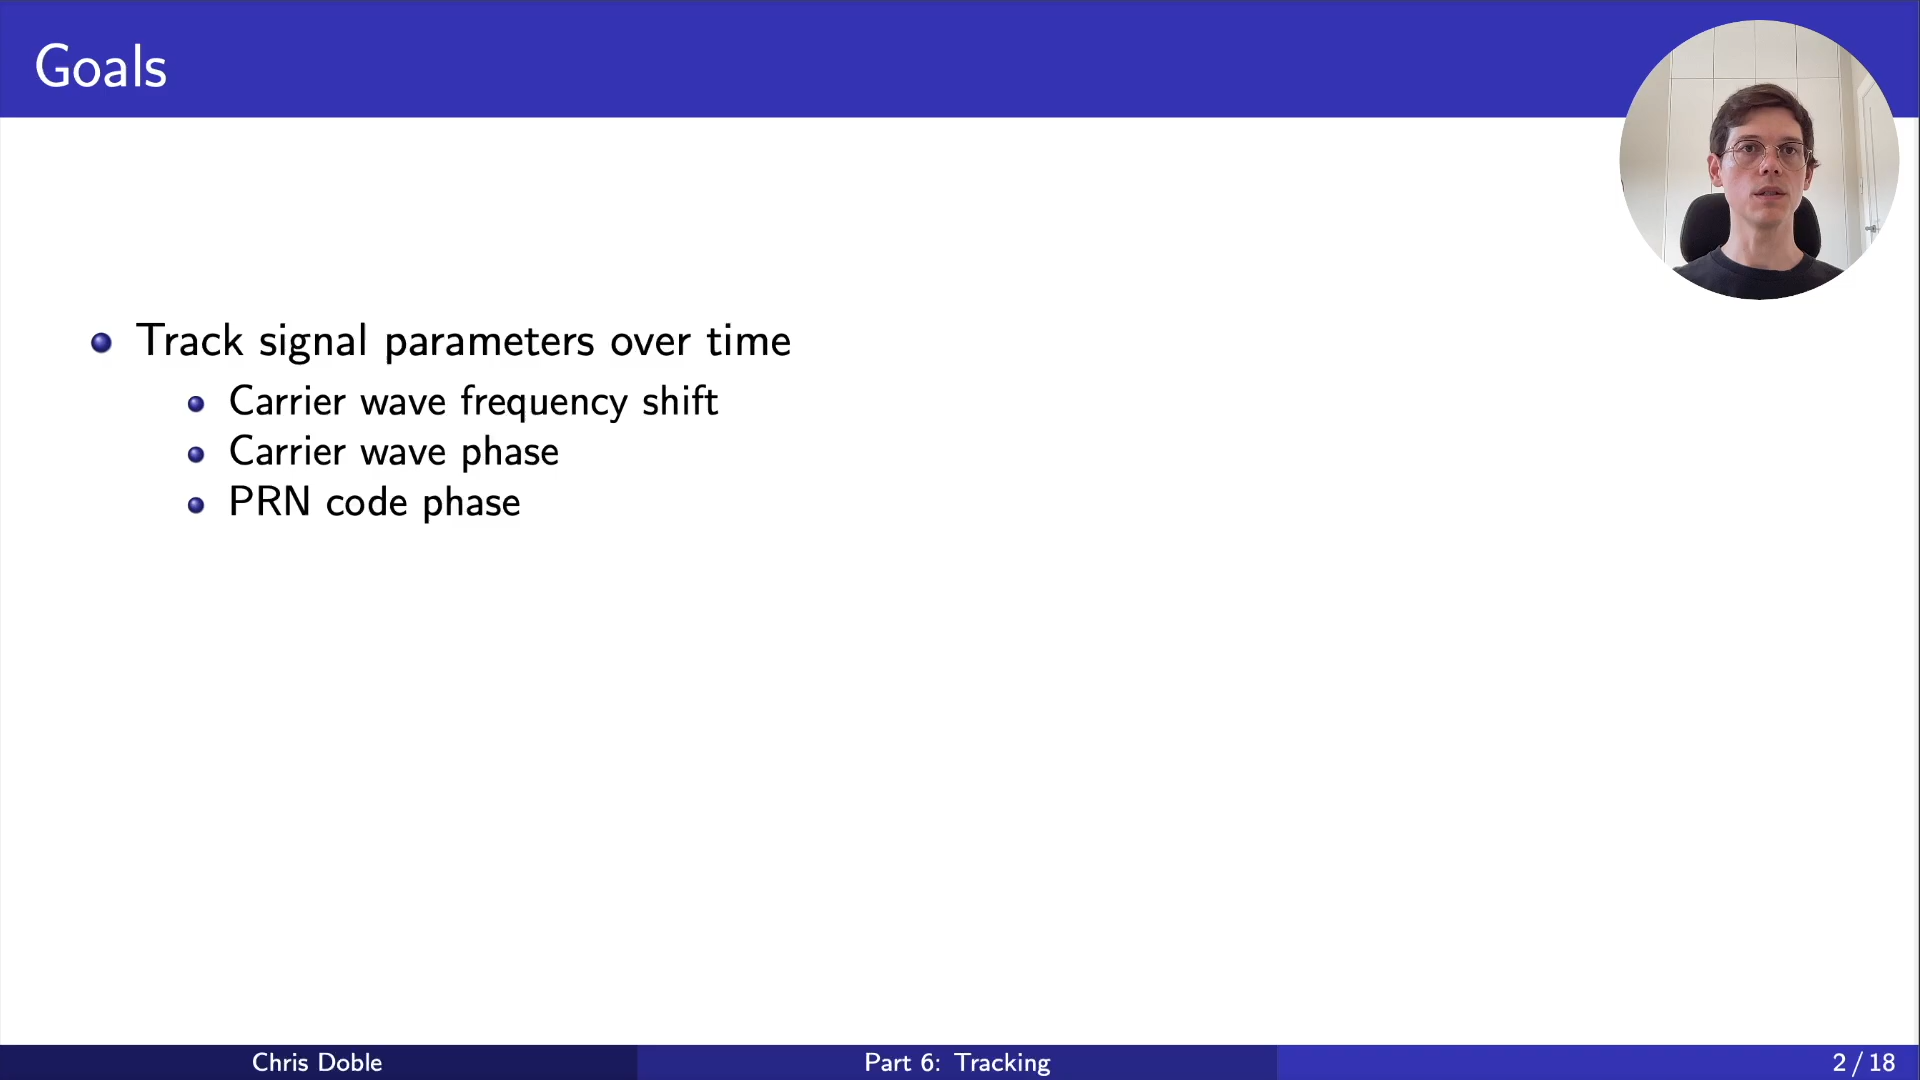 Goals
Track signal parameters over time
Carrier wave frequency shift
Carrier wave phase
PRN code phase
Chris Doble
Part 6: Tracking
2 / 18